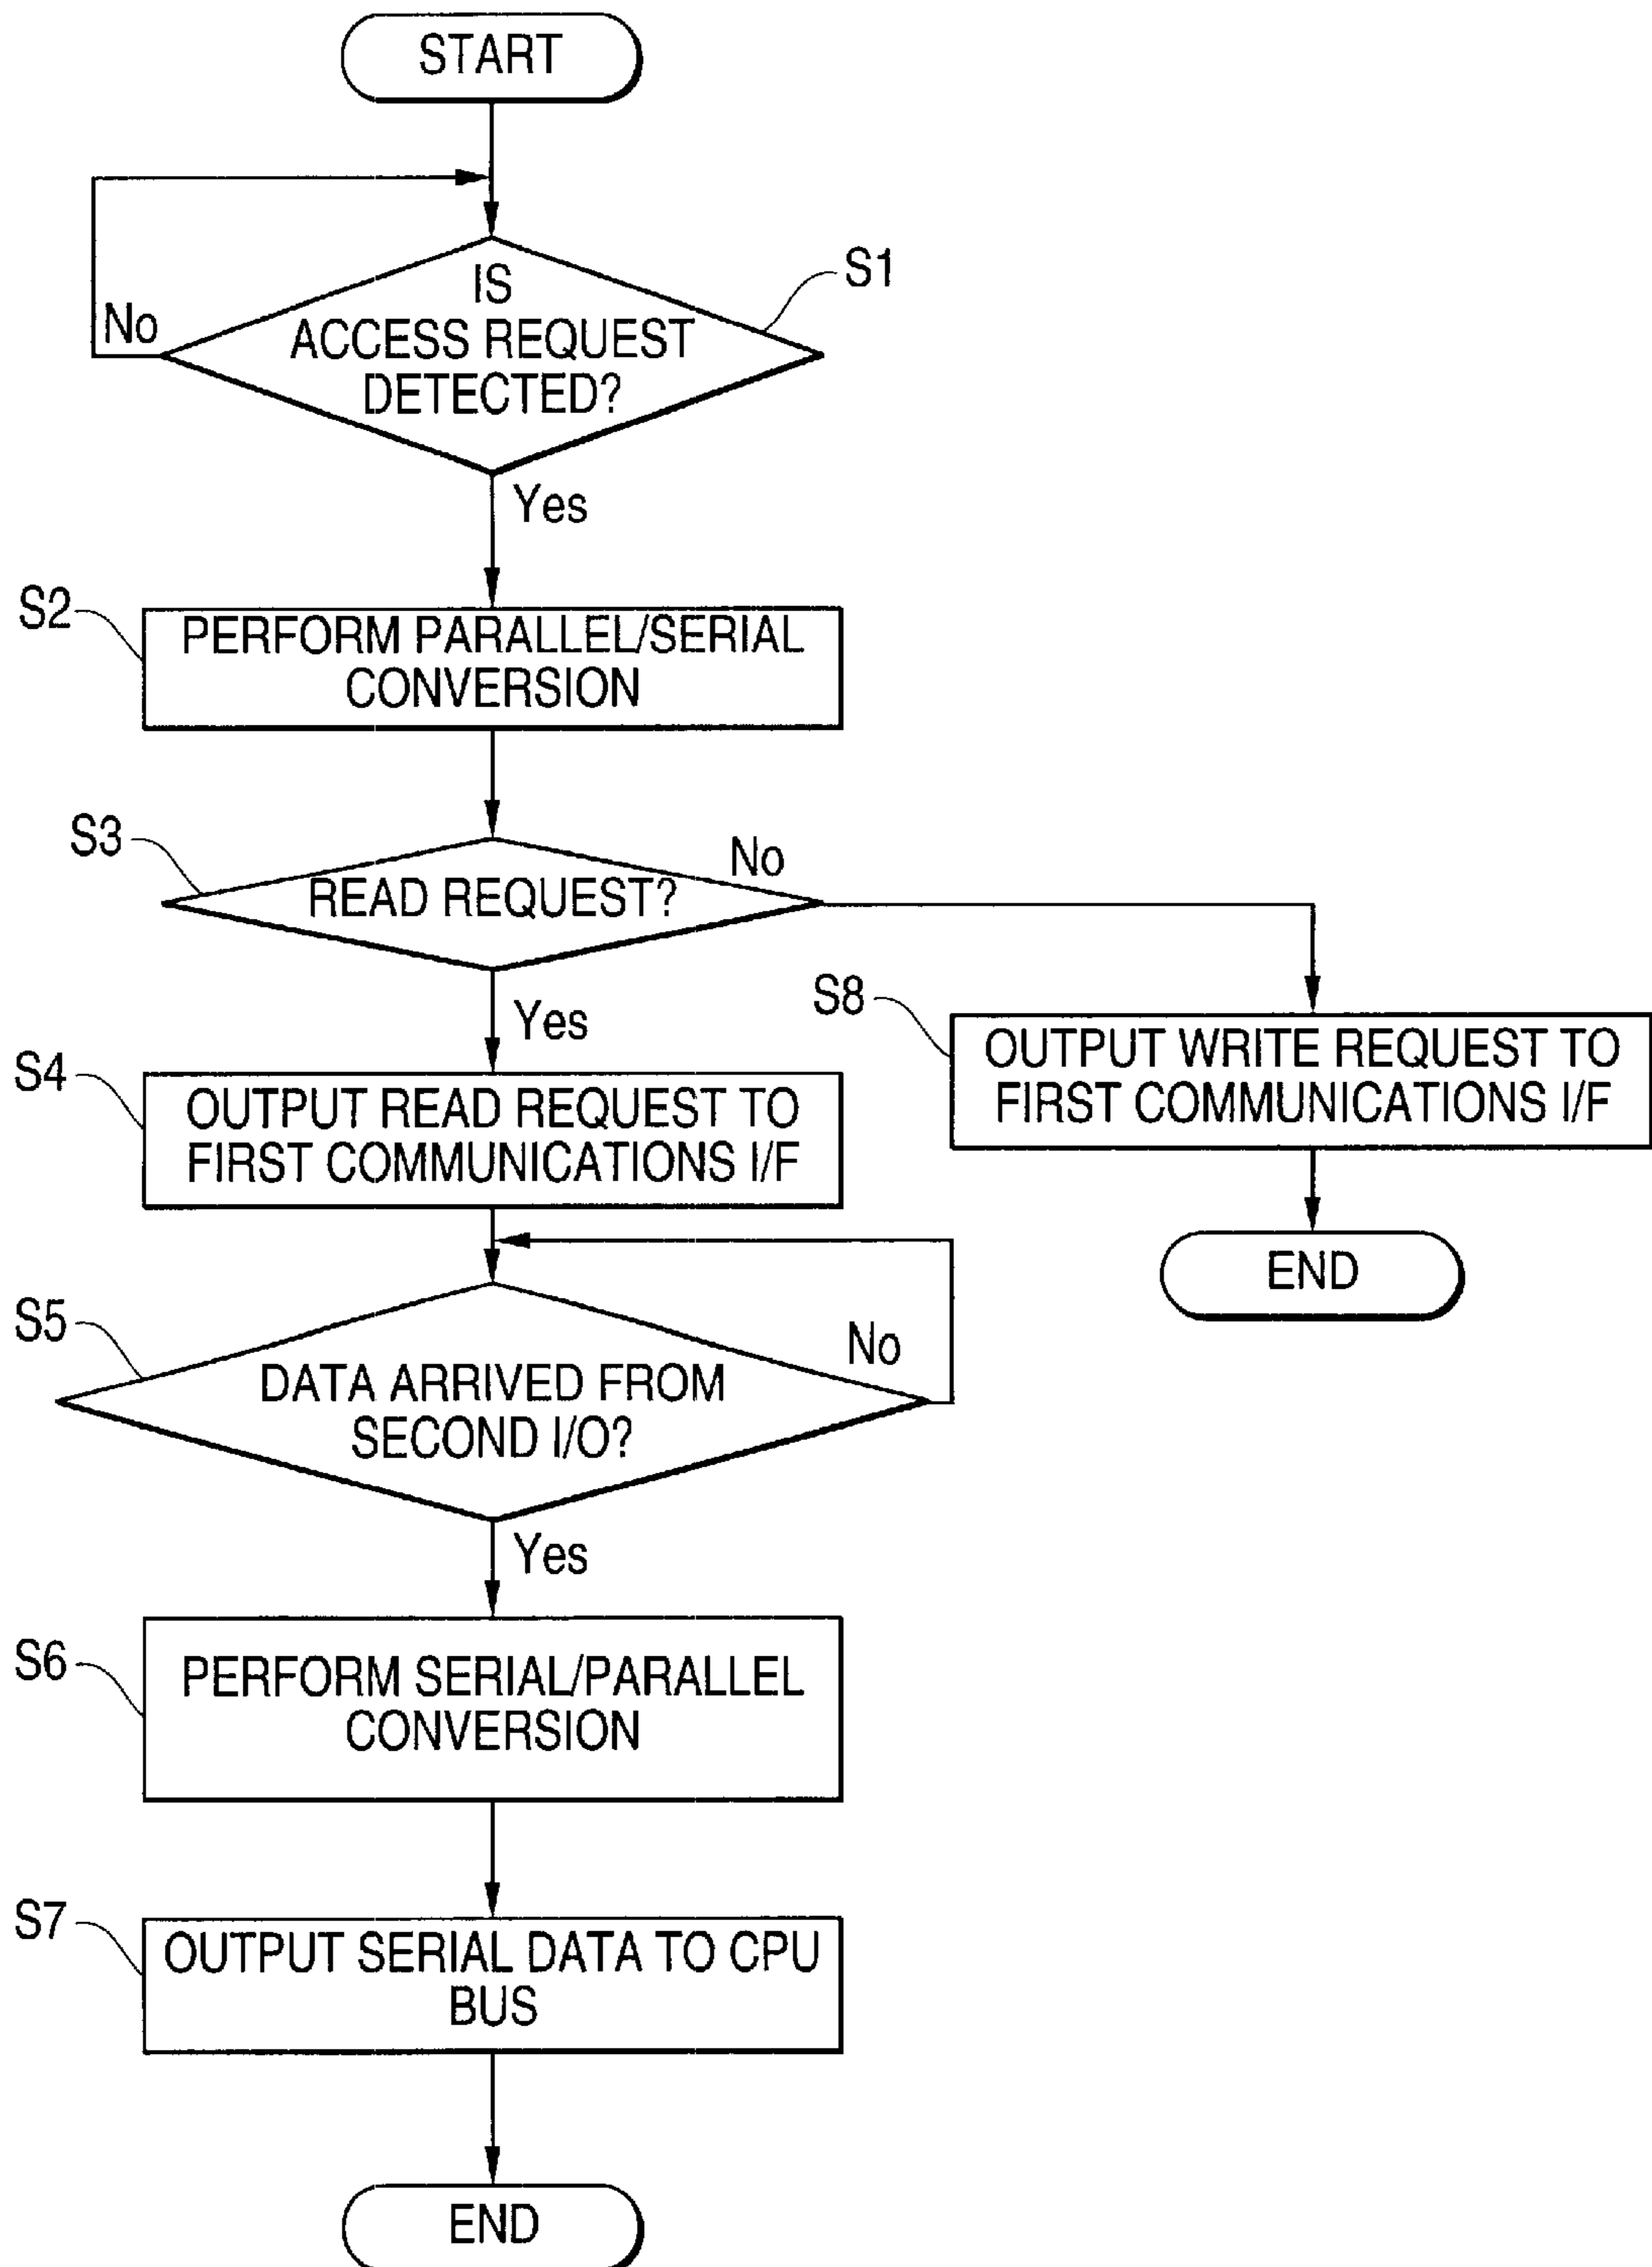 START
IS
ACCESS REQUEST
DETECTED?
S1
No
Yes
S2
PERFORM PARALLEL/SERIAL
CONVERSION
S3
READ REQUEST?
No
Yes
S8
OUTPUT WRITE REQUEST TO
FIRST COMMUNICATIONS I/F
END
S4
OUTPUT READ REQUEST TO
FIRST COMMUNICATIONS I/F
S5
DATA ARRIVED FROM
SECOND I/O?
No
Yes
S6
PERFORM SERIAL/PARALLEL
CONVERSION
S7
OUTPUT SERIAL DATA TO CPU
BUS
END